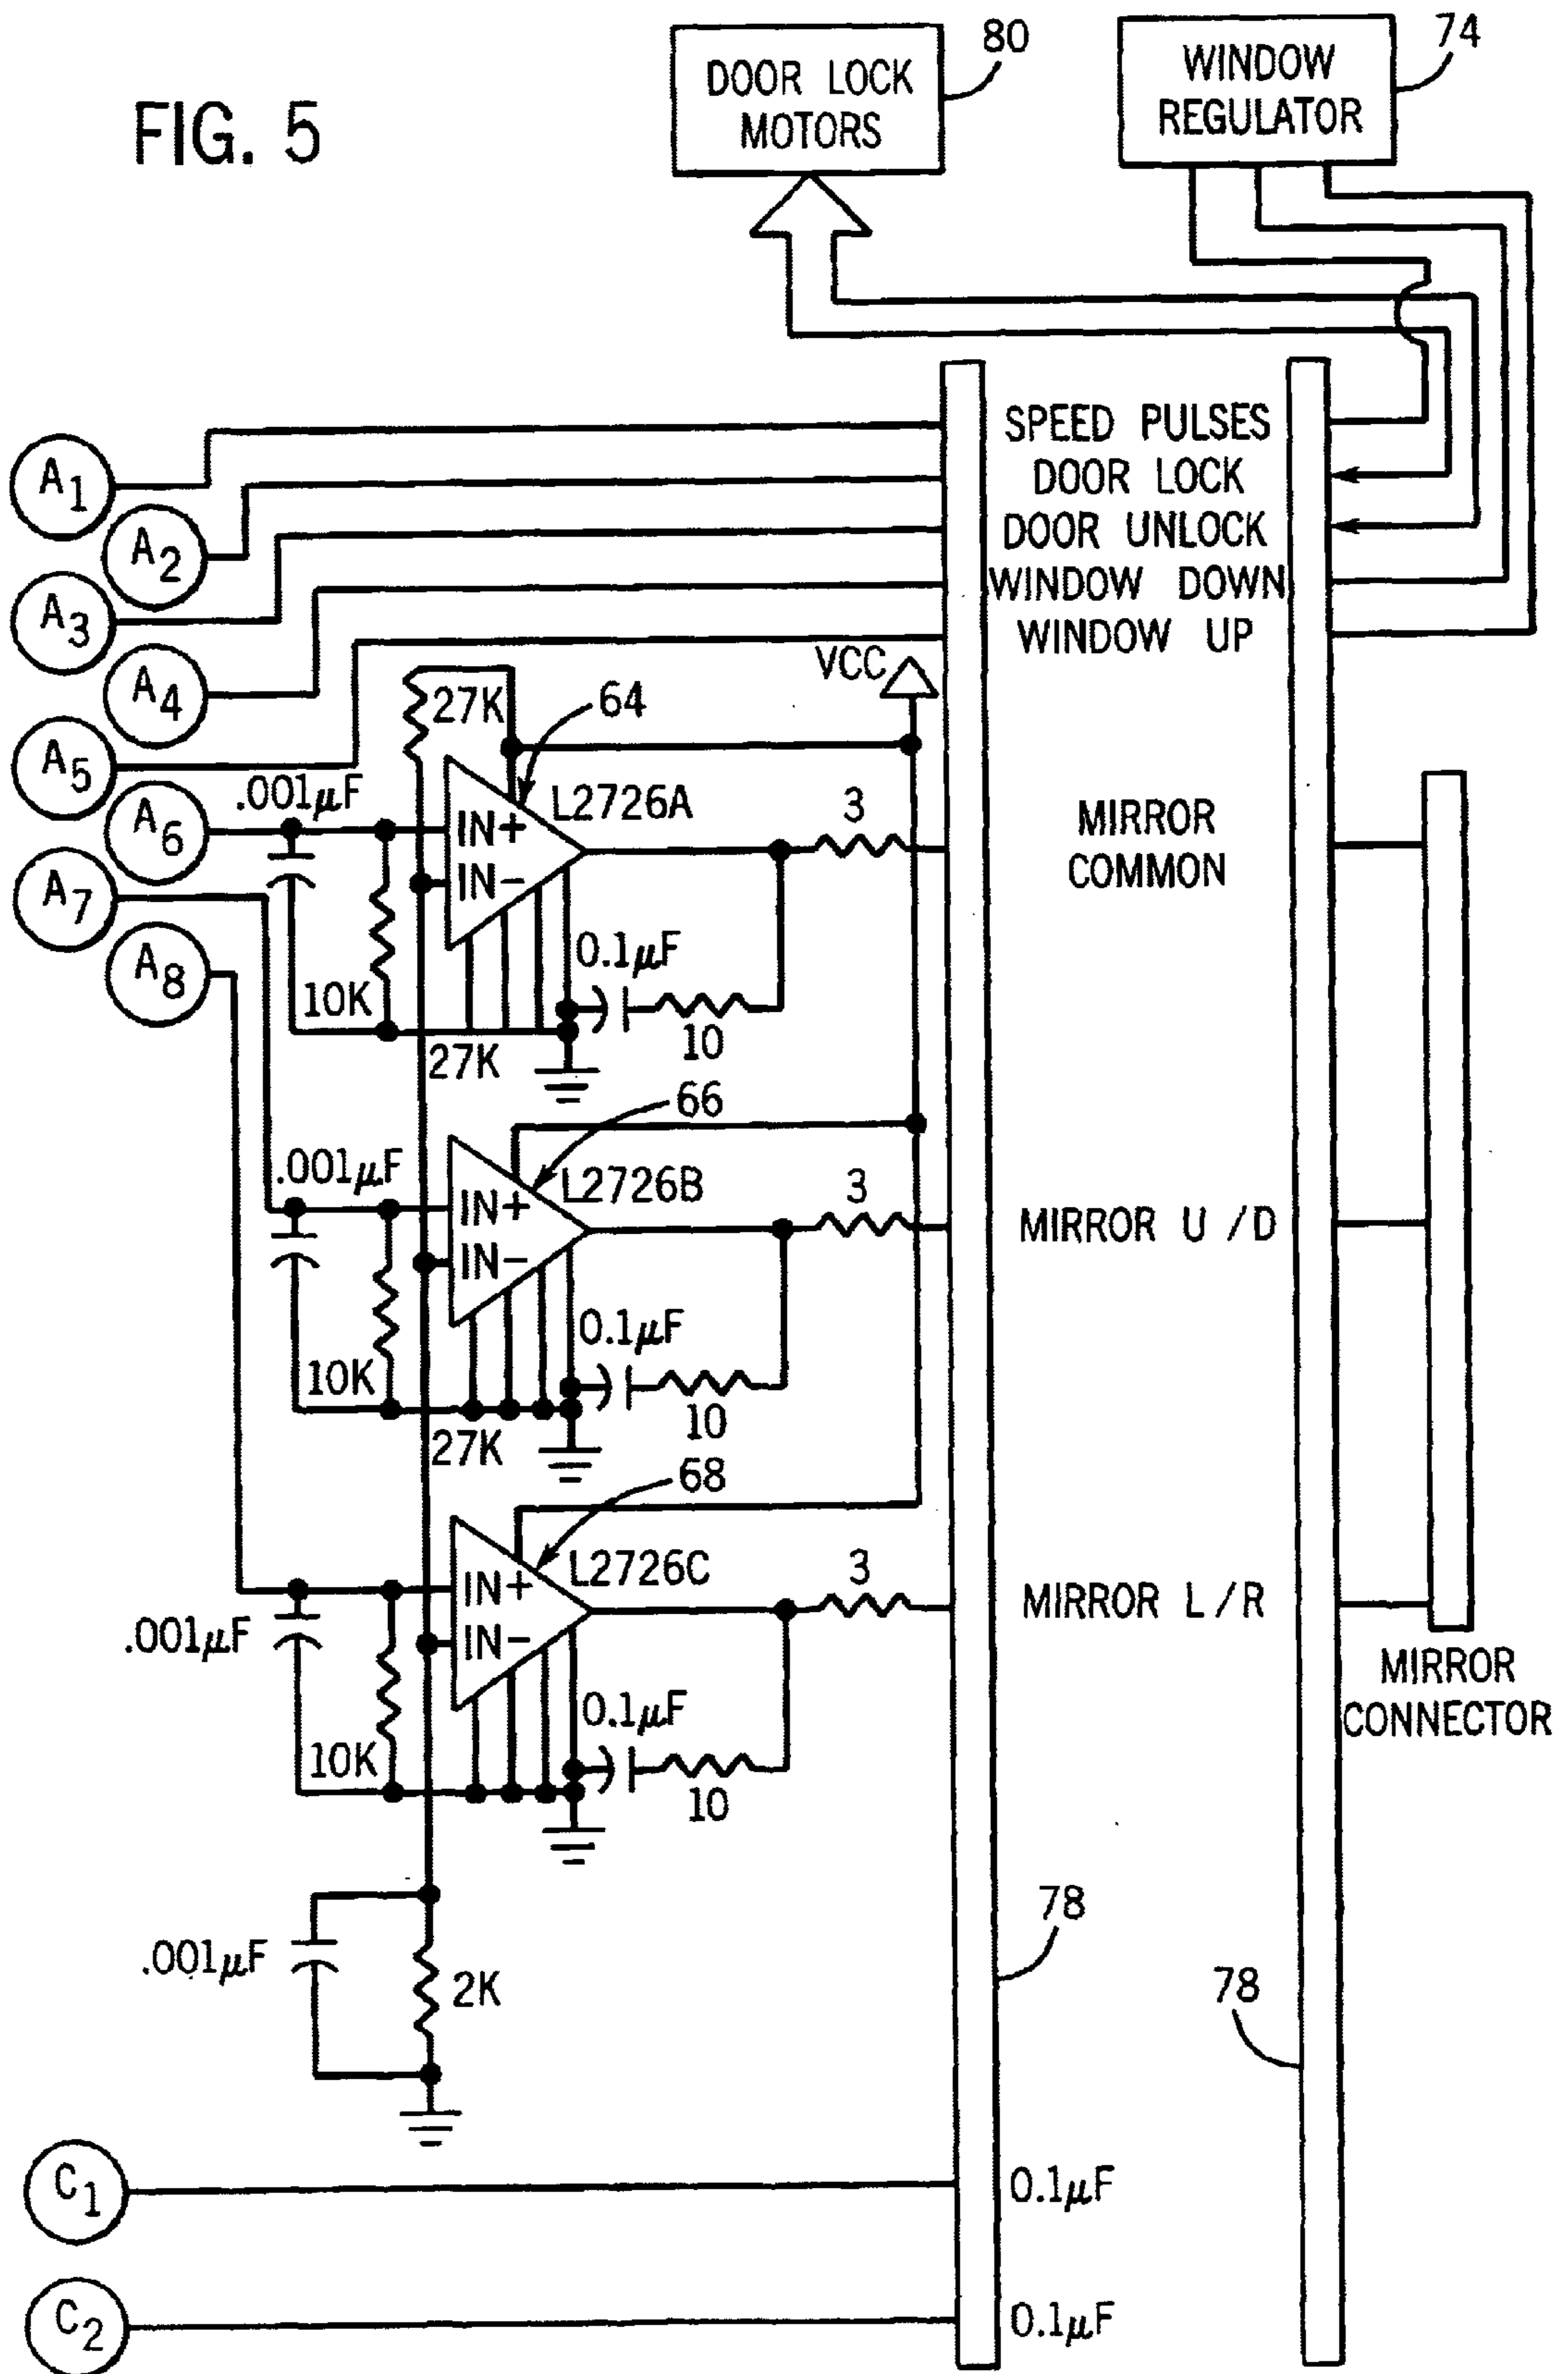 FIG. 5
DOOR LOCK
MOTORS
80
WINDOW
REGULATOR
74
A1
A2
A3
A4
A5
A6
A7
A8
SPEED PULSES
DOOR LOCK
DOOR UNLOCK
WINDOW DOWN
WINDOW UP
VCC
27K
64
.001µF
L2726A
IN+
IN-
3
MIRROR
COMMON
0.1µF
10K
10
27K
66
.001µF
L2726B
IN+
IN-
3
MIRROR U/D
0.1µF
10K
10
27K
68
L2726C
IN+
IN-
3
MIRROR L/R
.001µF
MIRROR
CONNECTOR
0.1µF
10K
10
78
.001µF
2K
78
C1
0.1µF
C2
0.1µF